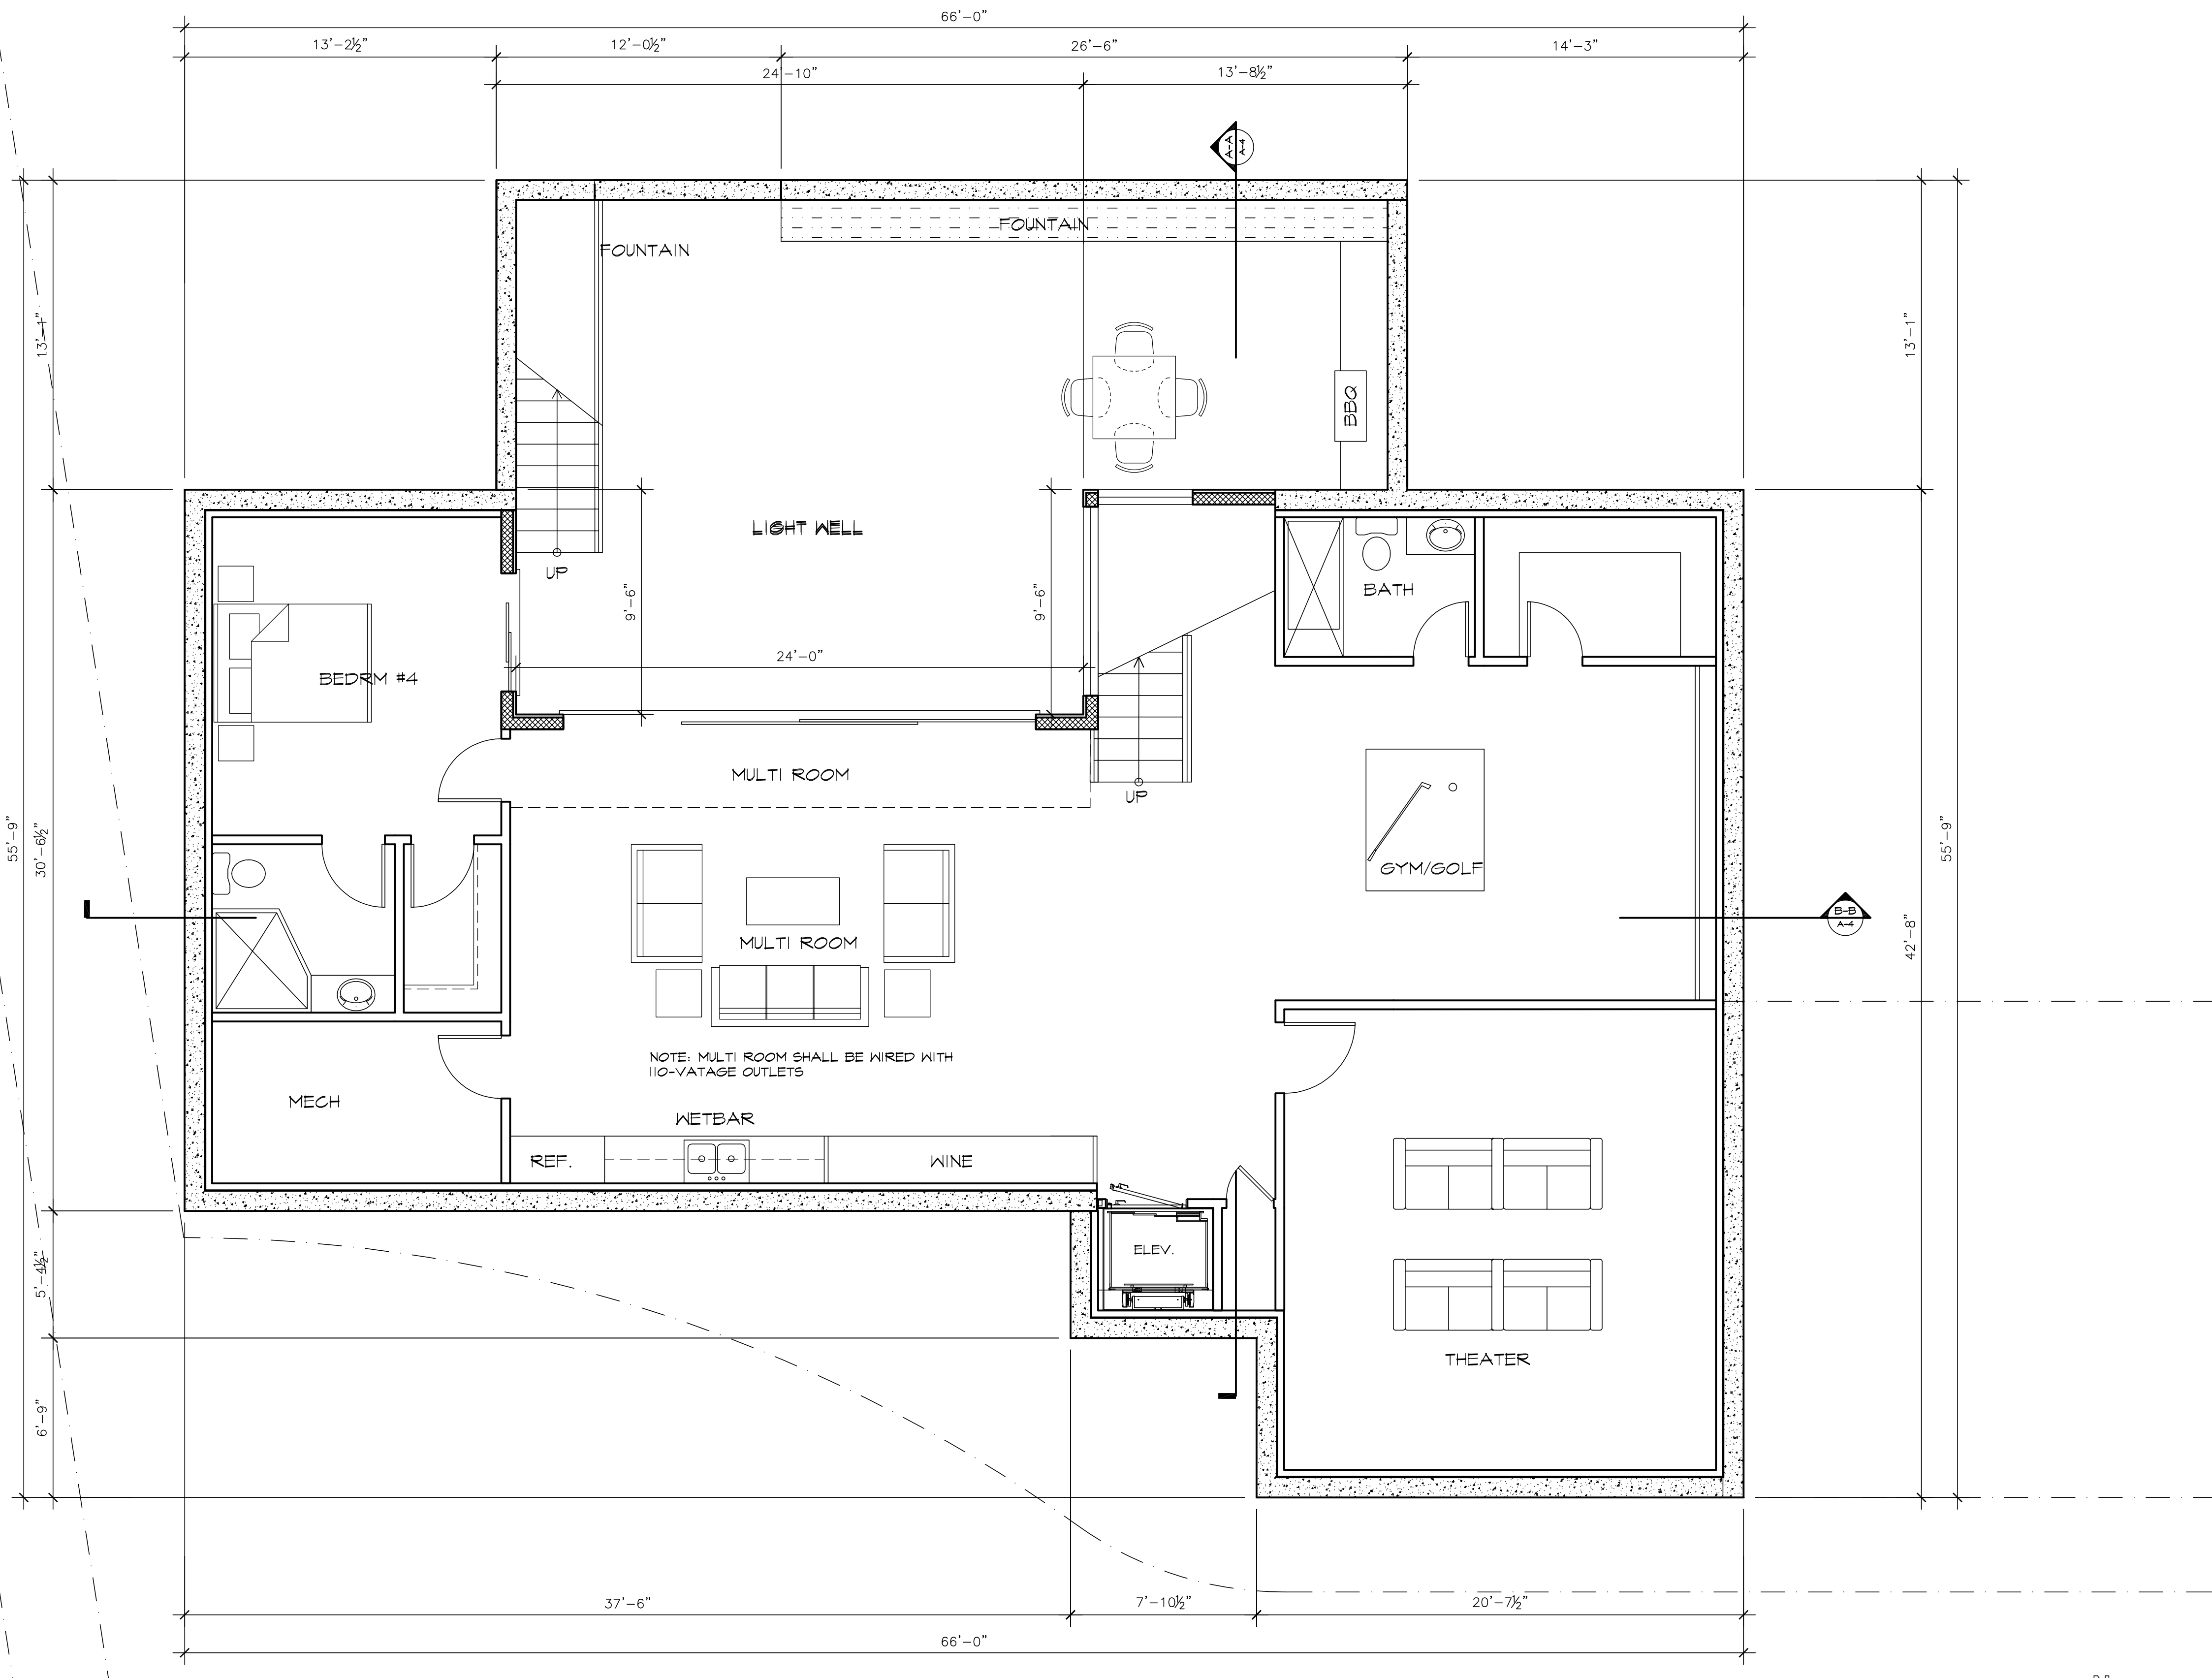 66'-0"
13'-2½"
12'-0½"
26'-6"
14'-3"
24'-10"
13'-8½"
A-A
A-4
FOUNTAIN
FOUNTAIN
13'-1"
13'-1"
BBQ
LIGHT WELL
UP
BATH
9'-6"
9'-6"
24'-0"
BEDRM #4
MULTI ROOM
UP
55'-9"
30'-6½"
55'-9"
GYM/GOLF
B-B
A-4
42'-8"
MULTI ROOM
NOTE: MULTI ROOM SHALL BE WIRED WITH
110-VATAGE OUTLETS
MECH
WETBAR
REF.
WINE
ELEV.
5'-4½"
THEATER
6'-9"
37'-6"
7'-10½"
20'-7½"
66'-0"